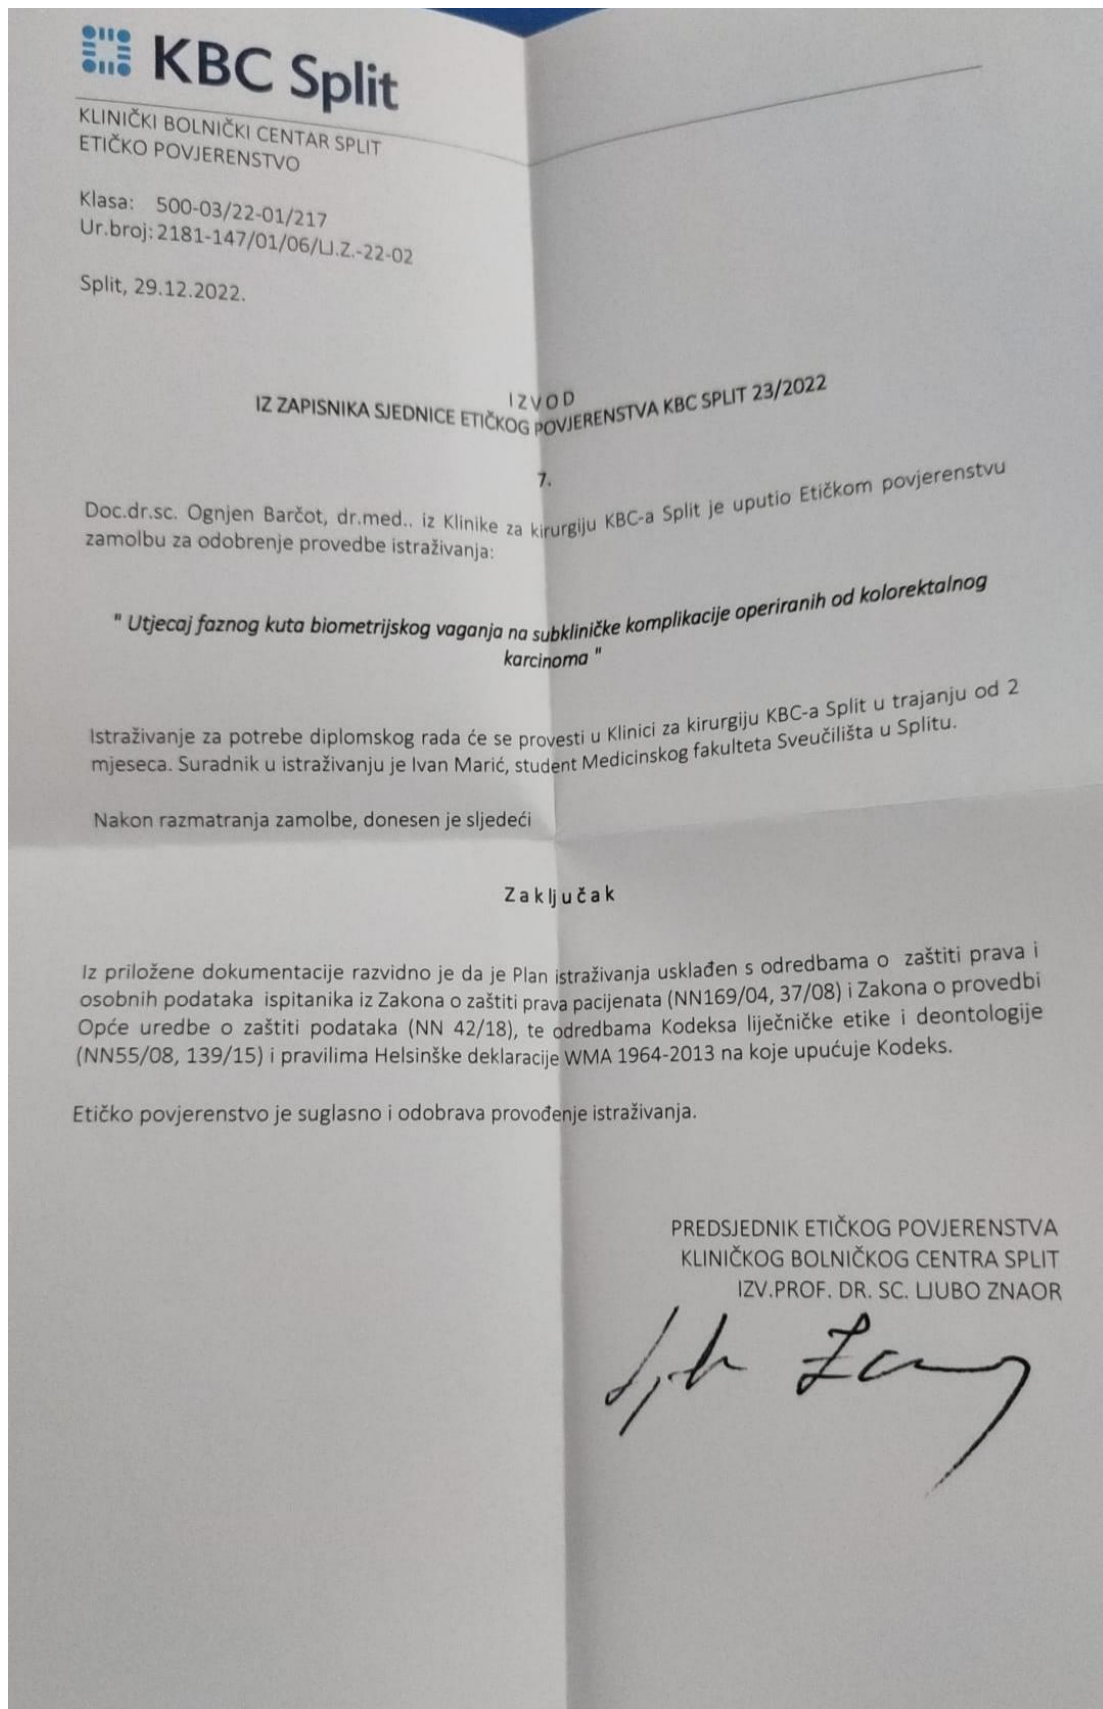 KBC Split
KLINIČKI BOLNIČKI CENTAR SPLIT
ETIČKO POVJERENSTVO
Klasa: 500-03/22-01/217
Ur.broj: 2181-147/01/06/LJ.Z.-22-02
Split, 29.12.2022.
IZVOD
IZ ZAPISNIKA SJEDNICE ETIČKOG POVJERENSTVA KBC SPLIT 23/2022
7.
Doc.dr.sc. Ognjen Barčot, dr.med.. iz Klinike za kirurgiju KBC-a Split je uputio Etičkom povjerenstvu
zamolbu za odobrenje provedbe istraživanja:
" Utjecaj faznog kuta biometrijskog vaganja na subkliničke komplikacije operiranih od kolorektalnog
karcinoma "
Istraživanje za potrebe diplomskog rada će se provesti u Klinici za kirurgiju KBC-a Split u trajanju od 2
mjeseca. Suradnik u istraživanju je Ivan Marić, student Medicinskog fakulteta Sveučilišta u Splitu.
Nakon razmatranja zamolbe, donesen je sljedeći
Zaključak
Iz priložene dokumentacije razvidno je da je Plan istraživanja usklađen s odredbama o zaštiti prava i
osobnih podataka ispitanika iz Zakona o zaštiti prava pacijenata (NN169/04, 37/08) i Zakona o provedbi
Opće uredbe o zaštiti podataka (NN 42/18), te odredbama Kodeksa liječničke etike i deontologije
(NN55/08, 139/15) i pravilima Helsinške deklaracije WMA 1964-2013 na koje upućuje Kodeks.
Etičko povjerenstvo je suglasno i odobrava provođenje istraživanja.
PREDSJEDNIK ETIČKOG POVJERENSTVA
KLINIČKOG BOLNIČKOG CENTRA SPLIT
IZV.PROF. DR. SC. LJUBO ZNAOR